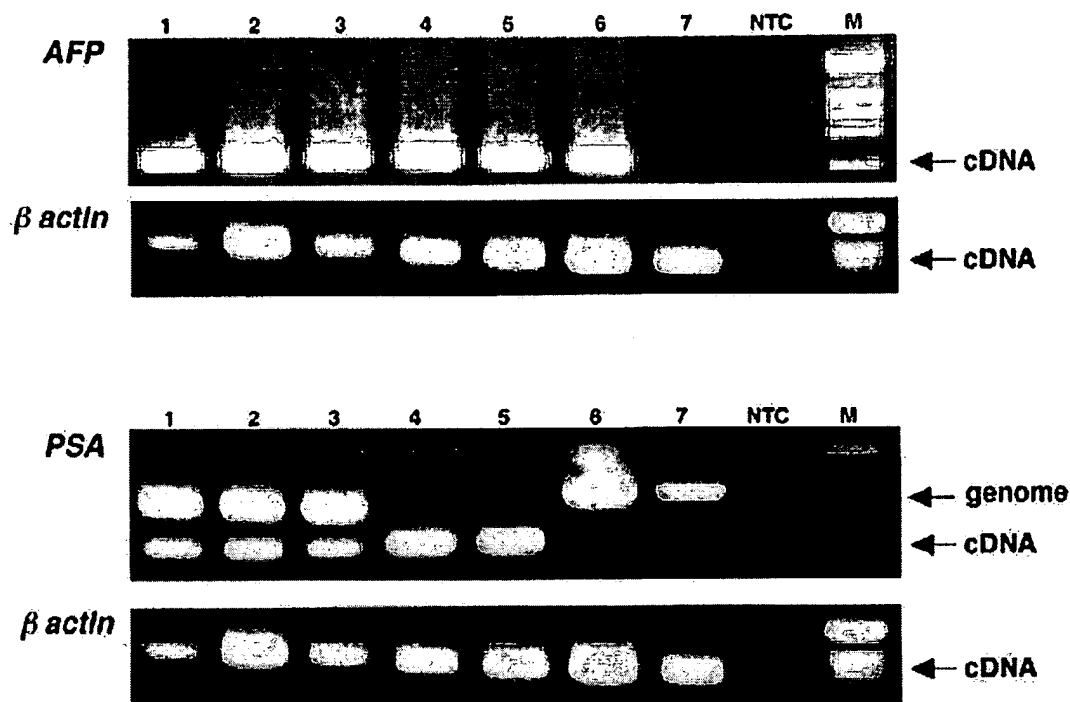 1 2 3 4 5 6 7 NTC M
AFP
cDNA
β actin
cDNA
1 2 3 4 5 6 7 NTC M
PSA
genome
cDNA
β actin
cDNA